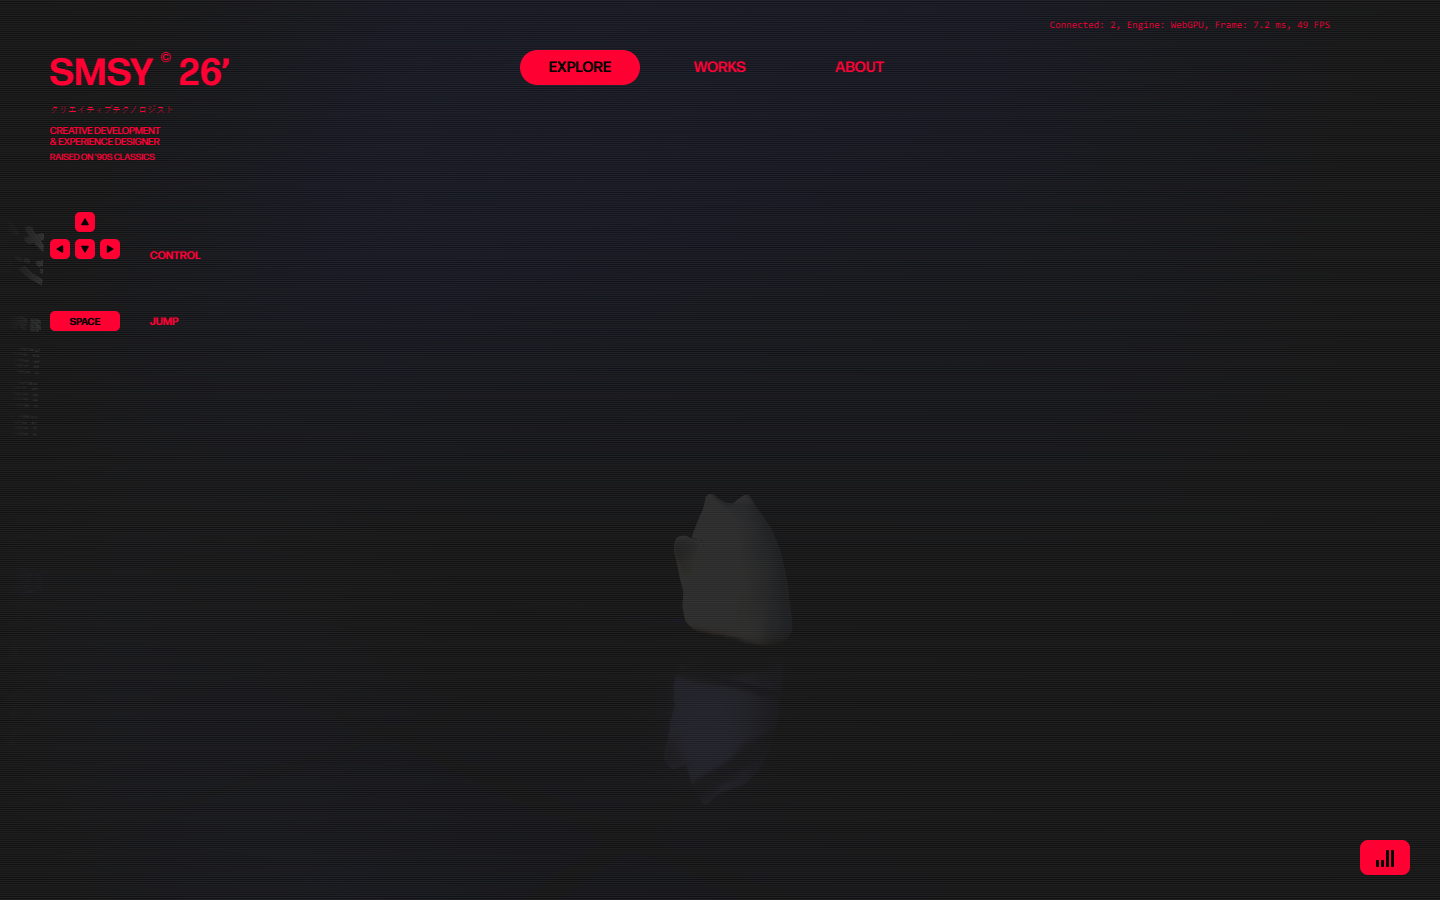 Connected: 2, Engine: WebGPU, Frame: 7.2 ms, 49 FPS
SMSY © 26’
EXPLORE
WORKS
ABOUT
クリエイティブテクノロジスト
CREATIVE DEVELOPMENT
& EXPERIENCE DESIGNER
RAISED ON '90S CLASSICS
CONTROL
SPACE
JUMP